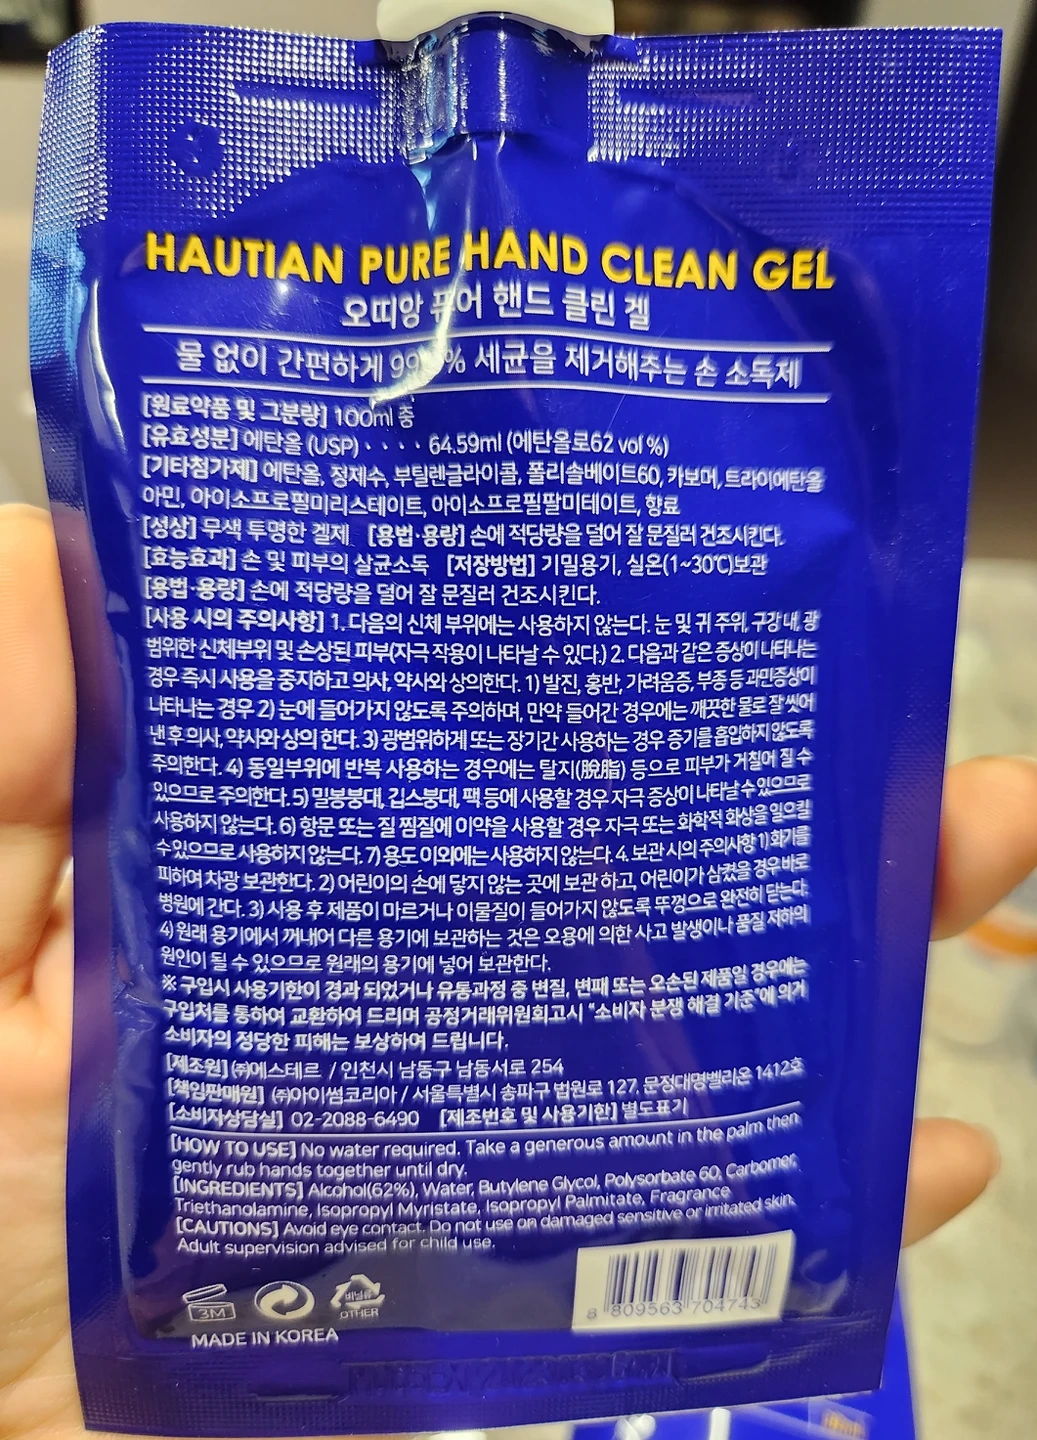 HAUTIAN PURE HAND CLEAN GEL
오띠앙 퓨어 핸드 클린 겔
물 없이 간편하게 99 % 세균을 제거해주는 손 소독제
[원료약품 및 그분량] 100ml 중
[유효성분] 에탄올 (USP) · · · · 64.59ml (에탄올로62 vol %)
[기타첨가제] 에탄올, 정제수, 부틸렌글라이콜, 폴리솔베이트60, 카보머, 트라이에탄올
아민, 아이소프로필미리스테이트, 아이소프로필팔미테이트, 향료
[성상] 무색 투명한 겔제 [용법·용량] 손에 적당량을 덜어 잘 문질러 건조시킨다.
[효능효과] 손 및 피부의 살균소독 [저장방법] 기밀용기, 실온(1~30℃)보관
[용법·용량] 손에 적당량을 덜어 잘 문질러 건조시킨다.
[사용 시의 주의사항] 1. 다음의 신체 부위에는 사용하지 않는다. 눈 및 귀 주위, 구강 내, 광
범위한 신체부위 및 손상된 피부(자극 작용이 나타날 수 있다.) 2. 다음과 같은 증상이 나타나는
경우 즉시 사용을 중지하고 의사, 약사와 상의한다. 1) 발진, 홍반, 가려움증, 부종 등 과민증상이
나타나는 경우 2) 눈에 들어가지 않도록 주의하며, 만약 들어간 경우에는 깨끗한 물로 잘 씻어
낸 후 의사, 약사와 상의 한다. 3) 광범위하게 또는 장기간 사용하는 경우 증기를 흡입하지 않도록
주의한다. 4) 동일부위에 반복 사용하는 경우에는 탈지(脫脂) 등으로 피부가 거칠어 질 수
있으므로 주의한다. 5) 밀봉붕대, 깁스붕대, 팩 등에 사용할 경우 자극 증상이 나타날 수 있으므로
사용하지 않는다. 6) 항문 또는 질 찜질에 이약을 사용할 경우 자극 또는 화학적 화상을 일으킬
수 있으므로 사용하지 않는다. 7) 용도 이외에는 사용하지 않는다. 4. 보관 시의 주의사항 1) 화기를
피하여 차광 보관한다. 2) 어린이의 손에 닿지 않는 곳에 보관 하고, 어린이가 삼켰을 경우 바로
병원에 간다. 3) 사용 후 제품이 마르거나 이물질이 들어가지 않도록 뚜껑으로 완전히 닫는다.
4) 원래 용기에서 꺼내어 다른 용기에 보관하는 것은 오용에 의한 사고 발생이나 품질 저하의
원인이 될 수 있으므로 원래의 용기에 넣어 보관한다.
※ 구입시 사용기한이 경과 되었거나 유통과정 중 변질, 변패 또는 오손된 제품일 경우에는
구입처를 통하여 교환하여 드리며 공정거래위원회고시 "소비자 분쟁 해결 기준"에 의거
소비자의 정당한 피해는 보상하여 드립니다.
[제조원] ㈜에스테르 / 인천시 남동구 남동서로 254
[책임판매원] ㈜아이썸코리아 / 서울특별시 송파구 법원로 127, 문정대명벨리온 1412호
[소비자상담실] 02-2088-6490 [제조번호 및 사용기한] 별도표기
[HOW TO USE] No water required. Take a generous amount in the palm then
gently rub hands together until dry.
[INGREDIENTS] Alcohol(62%), Water, Butylene Glycol, Polysorbate 60, Carbomer,
Triethanolamine, Isopropyl Myristate, Isopropyl Palmitate, Fragrance
[CAUTIONS] Avoid eye contact. Do not use on damaged sensitive or irritated skin.
Adult supervision advised for child use.
3M
비닐류
OTHER
8 809563 704743
MADE IN KOREA